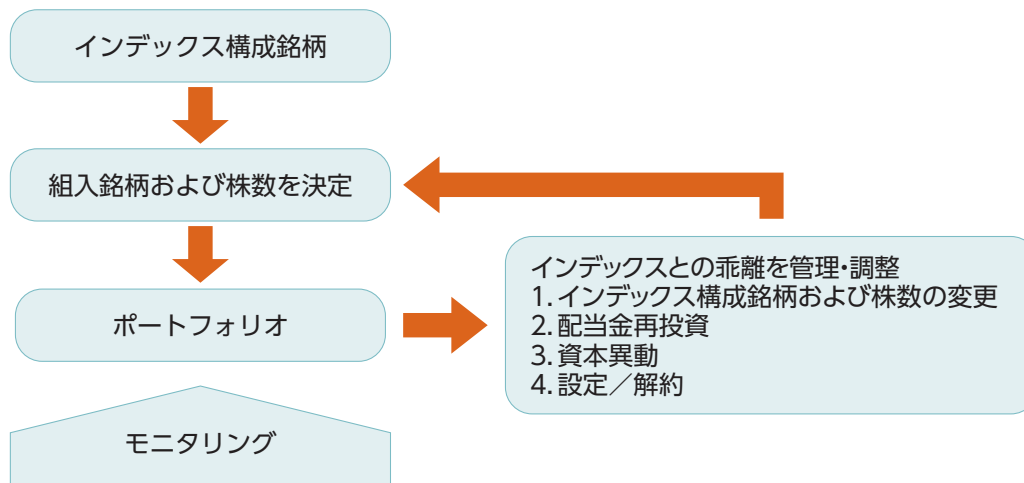 インデックス構成銘柄
組入銘柄および株数を決定
ポートフォリオ
インデックスとの乖離を管理・調整
1. インデックス構成銘柄および株数の変更
2. 配当金再投資
3. 資本異動
4. 設定／解約
モニタリング